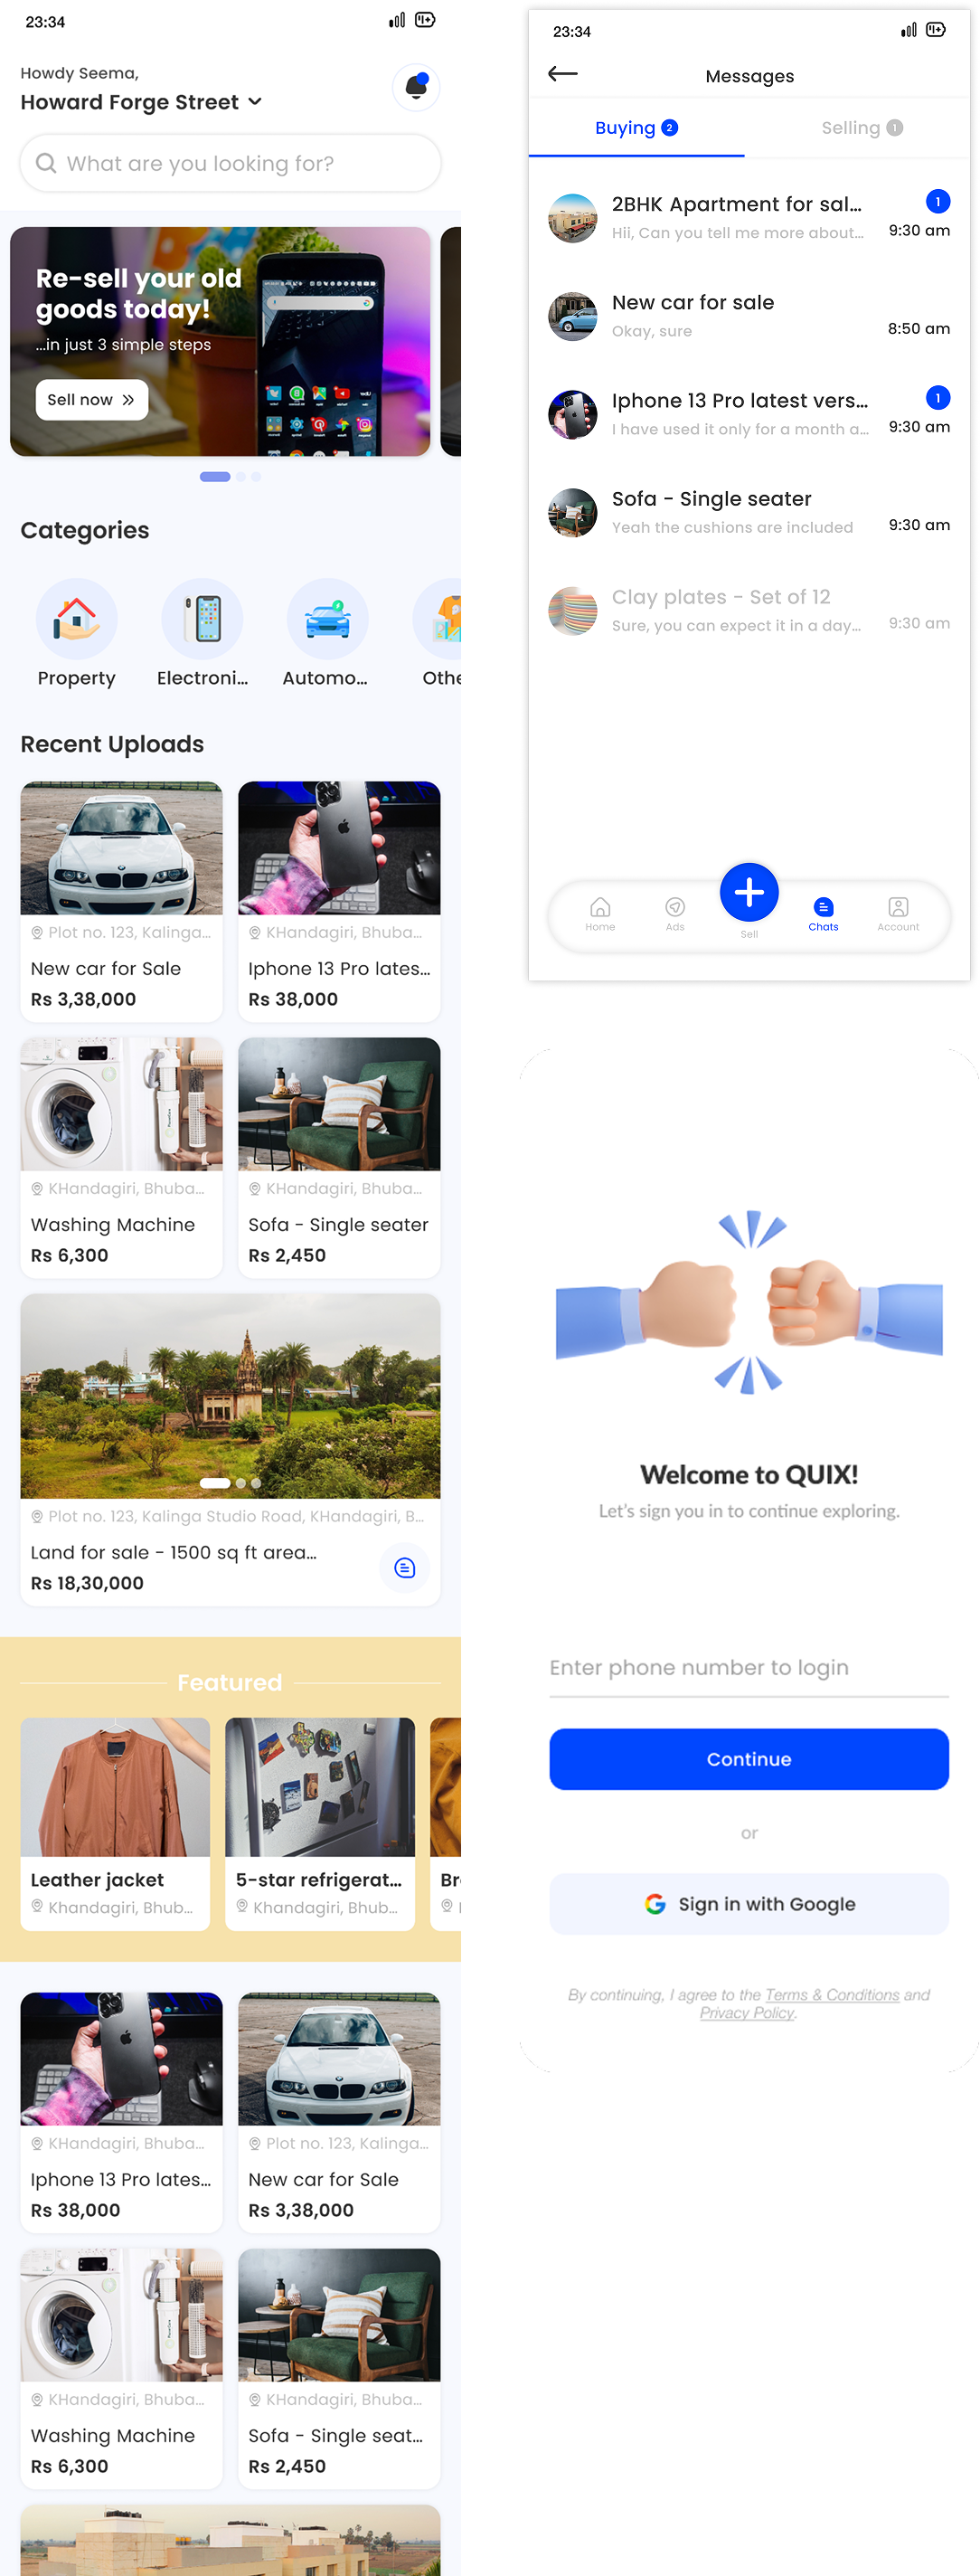 23:34
Howdy Seema,
Howard Forge Street
What are you looking for?
Re-sell your old
goods today!
...in just 3 simple steps
Sell now
Categories
Property
Electroni...
Automo...
Othe
Recent Uploads
Plot no. 123, Kalinga...
New car for Sale
Rs 3,38,000
KHandagiri, Bhuba...
Iphone 13 Pro lates...
Rs 38,000
KHandagiri, Bhuba...
Washing Machine
Rs 6,300
KHandagiri, Bhuba...
Sofa - Single seater
Rs 2,450
Plot no. 123, Kalinga Studio Road, KHandagiri, B...
Land for sale - 1500 sq ft area...
Rs 18,30,000
Featured
Leather jacket
Khandagiri, Bhub...
5-star refrigerat...
Khandagiri, Bhub...
Br
KHandagiri, Bhuba...
Iphone 13 Pro lates...
Rs 38,000
Plot no. 123, Kalinga...
New car for Sale
Rs 3,38,000
KHandagiri, Bhuba...
Washing Machine
Rs 6,300
KHandagiri, Bhuba...
Sofa - Single seat...
Rs 2,450
23:34
Messages
Buying 2
Selling 1
2BHK Apartment for sal...
1
Hii, Can you tell me more about...
9:30 am
New car for sale
Okay, sure
8:50 am
Iphone 13 Pro latest vers...
1
I have used it only for a month a...
9:30 am
Sofa - Single seater
Yeah the cushions are included
9:30 am
Clay plates - Set of 12
Sure, you can expect it in a day...
9:30 am
Home
Ads
Sell
Chats
Account
Welcome to QUIX!
Let's sign you in to continue exploring.
Enter phone number to login
Continue
or
Sign in with Google
By continuing, I agree to the Terms & Conditions and
Privacy Policy.